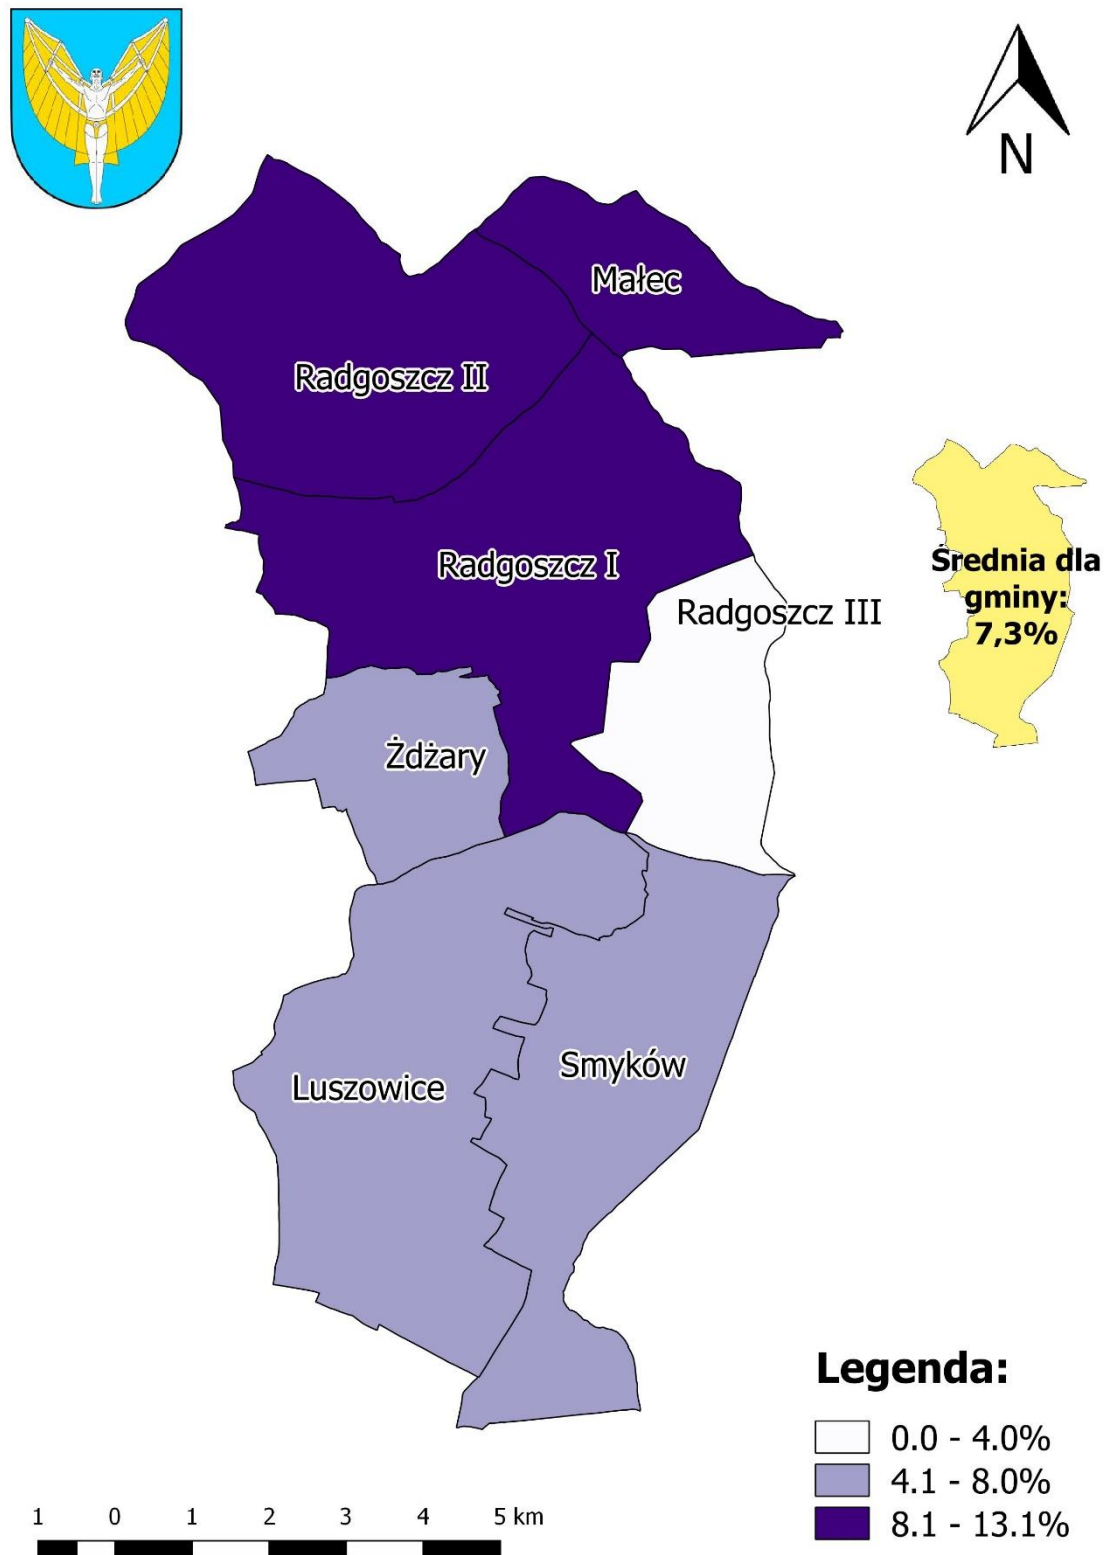 N
Małec
Radgoszcz II
Radgoszcz I
Radgoszcz III
Średnia dla
gminy:
7,3%
Żdżary
Smyków
Luszowice
Legenda:
0.0 - 4.0%
4.1 - 8.0%
8.1 - 13.1%
1 0 1 2 3 4 5 km